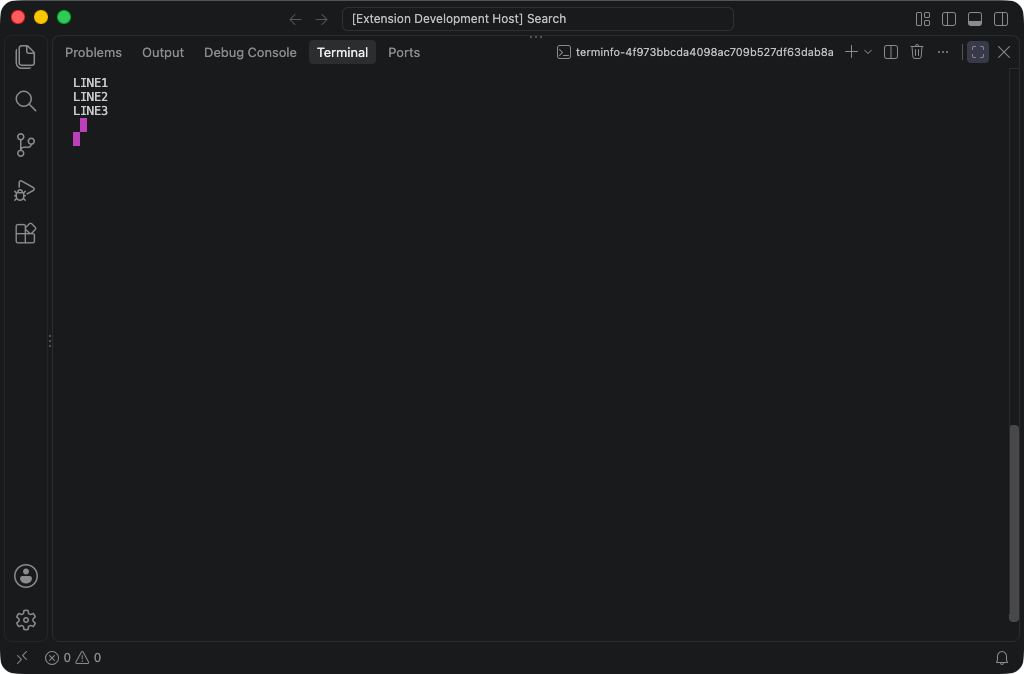 [Extension Development Host] Search
Problems Output Debug Console Terminal Ports terminfo-4f973bbcda4098ac709b527df63dab8a
LINE1
LINE2
LINE3
0 0